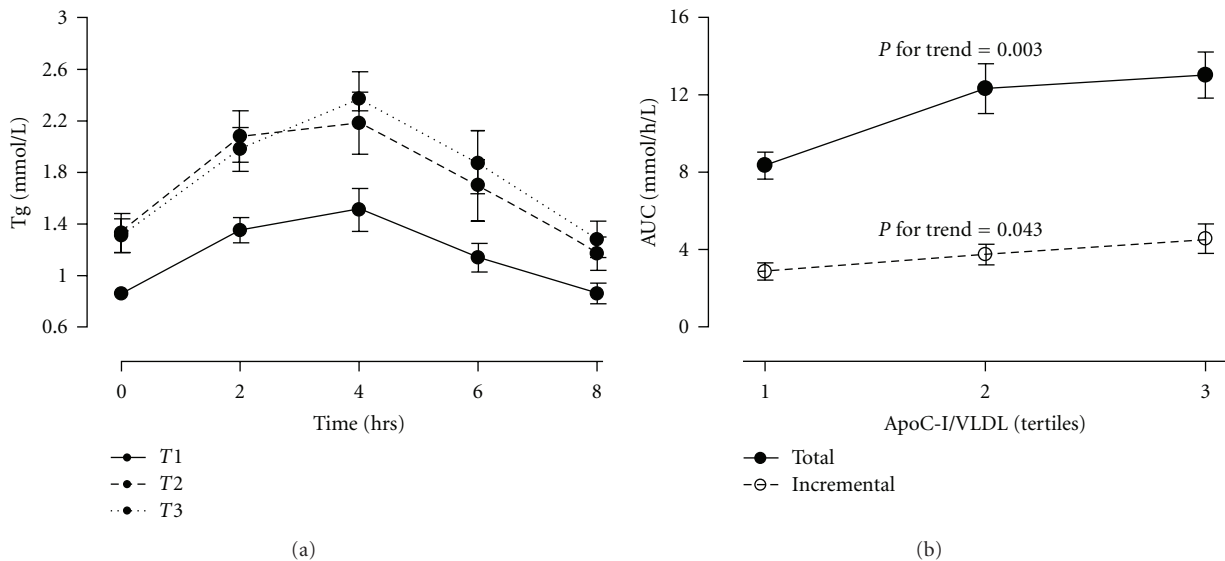 3
2.6
2.2
1.8
1.4
1
0.6
Tg (mmol/L)
0 2 4 6 8
Time (hrs)
T1
T2
T3
(a)
16
12
8
4
0
AUC (mmol/h/L)
P for trend = 0.003
P for trend = 0.043
1 2 3
ApoC-I/VLDL (tertiles)
Total
Incremental
(b)